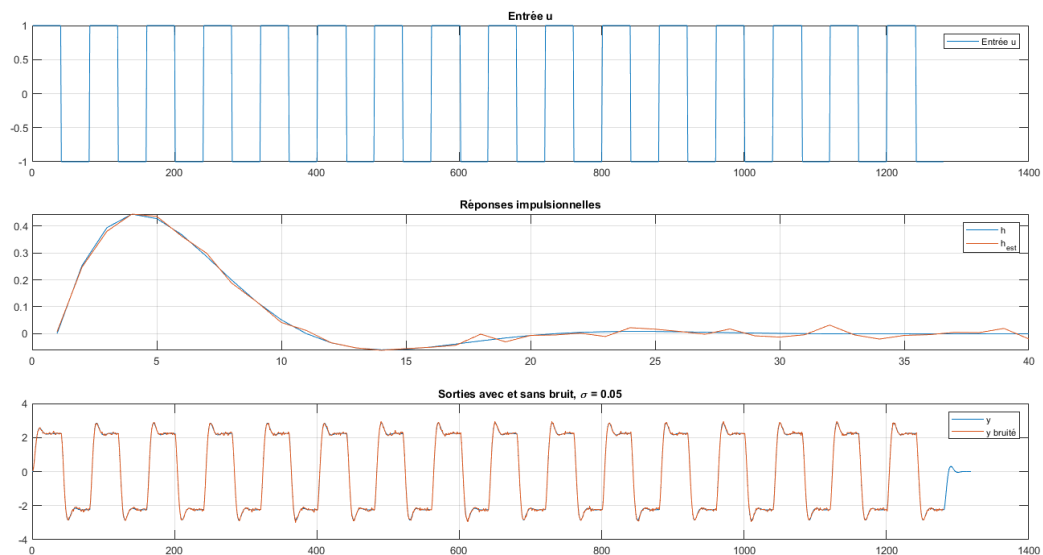 Entrée u
1
0.5
0
-0.5
-1
Entrée u
0 200 400 600 800 1000 1200 1400
Réponses impulsionnelles
0.4
0.3
0.2
0.1
0
h
h_est
0 5 10 15 20 25 30 35 40
Sorties avec et sans bruit, σ = 0.05
4
2
0
-2
-4
y
y bruité
0 200 400 600 800 1000 1200 1400